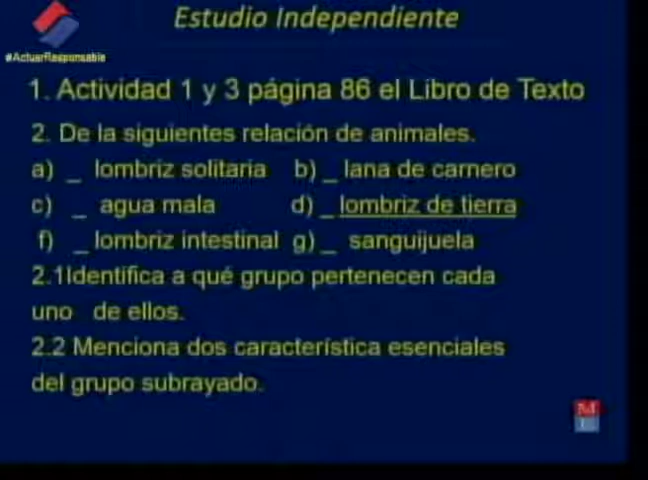 Estudio Independiente
#ActuarResponsable
1. Actividad 1 y 3 página 86 el Libro de Texto
2. De la siguientes relación de animales.
a) _ lombriz solitaria b) _ lana de carnero
c) _ agua mala d) _ lombriz de tierra
f) _ lombriz intestinal g) _ sanguijuela
2.1Identifica a qué grupo pertenecen cada
uno de ellos.
2.2 Menciona dos característica esenciales
del grupo subrayado.